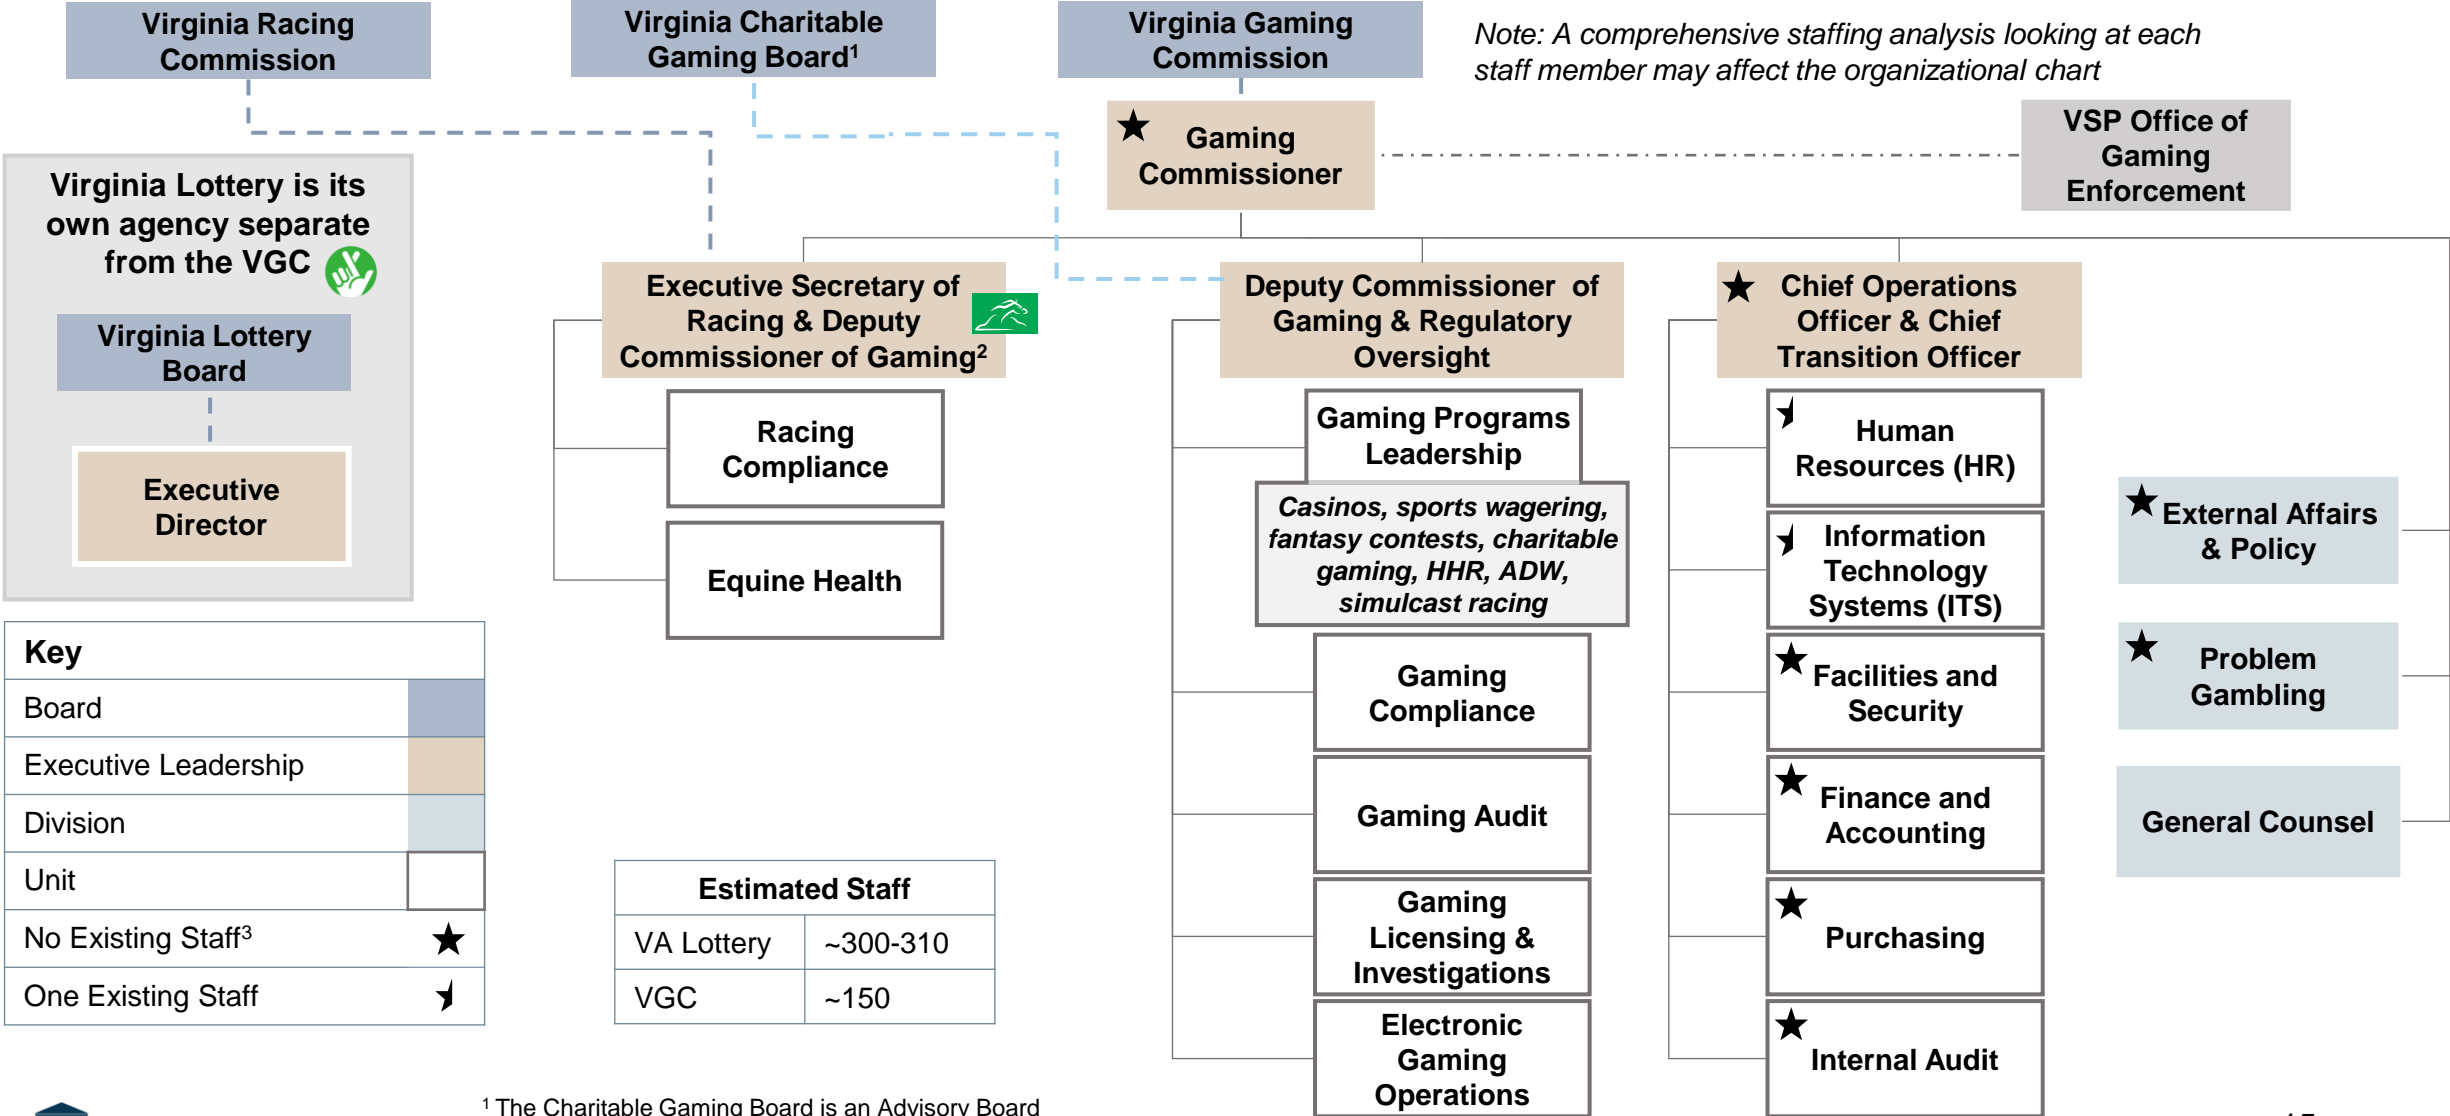 Virginia Racing
Commission
Virginia Charitable
Gaming Board¹
Virginia Gaming
Commission
Note: A comprehensive staffing analysis looking at each
staff member may affect the organizational chart
Gaming
Commissioner
VSP Office of
Gaming
Enforcement
Virginia Lottery is its
own agency separate
from the VGC
Virginia Lottery
Board
Executive
Director
Executive Secretary of
Racing & Deputy
Commissioner of Gaming²
Racing
Compliance
Equine Health
Deputy Commissioner of
Gaming & Regulatory
Oversight
Gaming Programs
Leadership
Casinos, sports wagering,
fantasy contests, charitable
gaming, HHR, ADW,
simulcast racing
Gaming
Compliance
Gaming Audit
Gaming
Licensing &
Investigations
Electronic
Gaming
Operations
Chief Operations
Officer & Chief
Transition Officer
Human
Resources (HR)
Information
Technology
Systems (ITS)
Facilities and
Security
Finance and
Accounting
Purchasing
Internal Audit
External Affairs
& Policy
Problem
Gambling
General Counsel
Key
Board
Executive Leadership
Division
Unit
No Existing Staff³
One Existing Staff
Estimated Staff
VA Lottery ~300-310
VGC ~150
¹ The Charitable Gaming Board is an Advisory Board